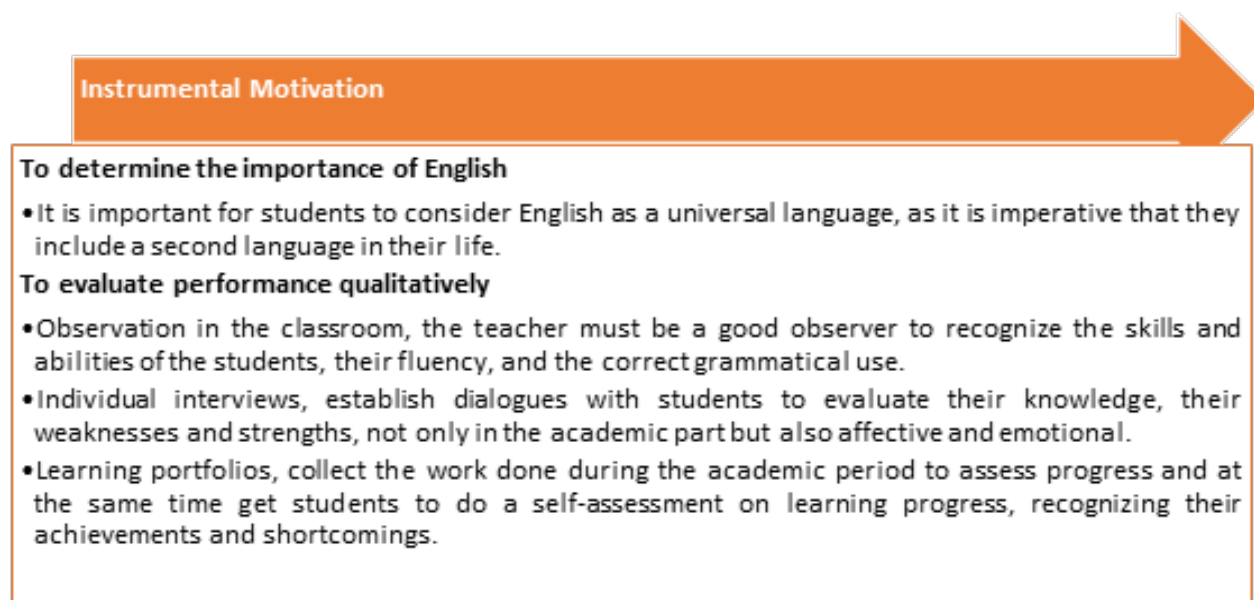 Instrumental Motivation
To determine the importance of English
•It is important for students to consider English as a universal language, as it is imperative that they
include a second language in their life.
To evaluate performance qualitatively
•Observation in the classroom, the teacher must be a good observer to recognize the skills and
abilities of the students, their fluency, and the correct grammatical use.
•Individual interviews, establish dialogues with students to evaluate their knowledge, their
weaknesses and strengths, not only in the academic part but also affective and emotional.
•Learning portfolios, collect the work done during the academic period to assess progress and at
the same time get students to do a self-assessment on learning progress, recognizing their
achievements and shortcomings.